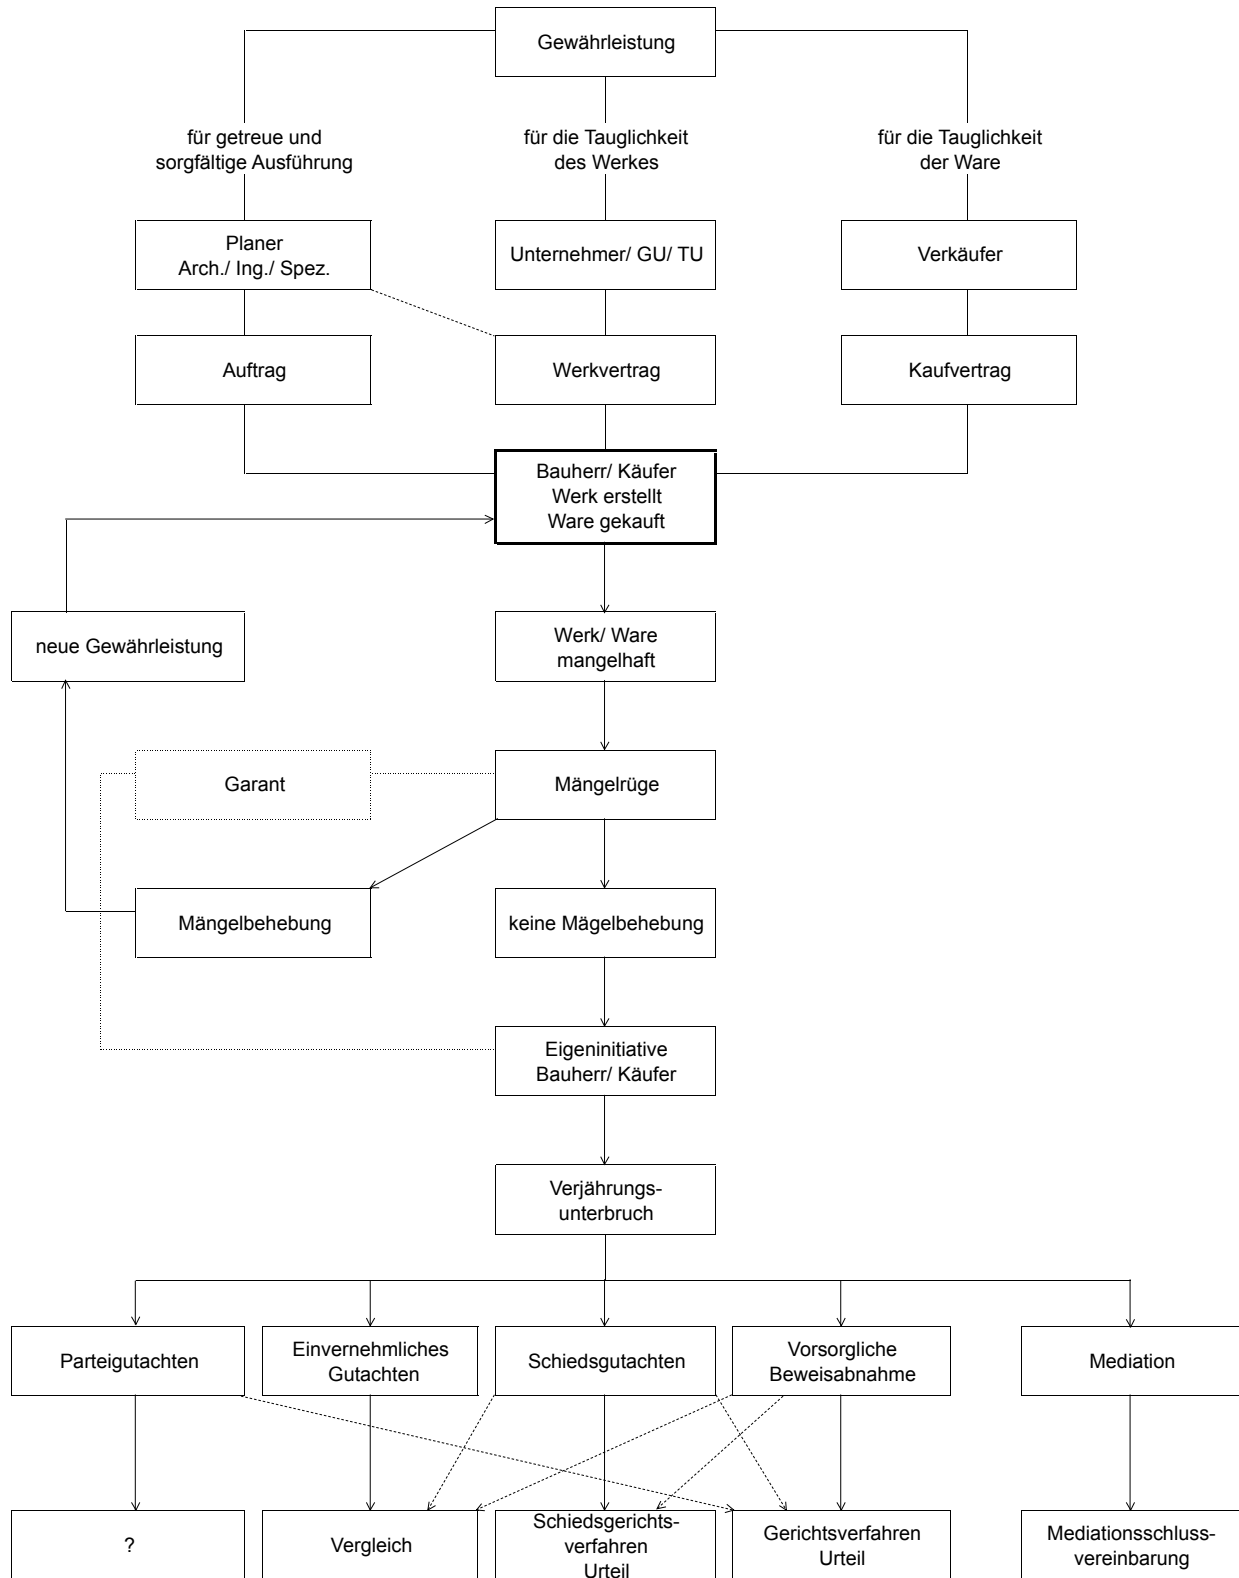 Gewährleistung
für getreue und
sorgfältige Ausführung
für die Tauglichkeit
des Werkes
für die Tauglichkeit
der Ware
Planer
Arch./ Ing./ Spez.
Unternehmer/ GU/ TU
Verkäufer
Auftrag
Werkvertrag
Kaufvertrag
Bauherr/ Käufer
Werk erstellt
Ware gekauft
neue Gewährleistung
Werk/ Ware
mangelhaft
Garant
Mängelrüge
Mängelbehebung
keine Mägelbehebung
Eigeninitiative
Bauherr/ Käufer
Verjährungs-
unterbruch
Parteigutachten
Einvernehmliches
Gutachten
Schiedsgutachten
Vorsorgliche
Beweisabnahme
Mediation
?
Vergleich
Schiedsgerichts-
verfahren
Urteil
Gerichtsverfahren
Urteil
Mediationsschluss-
vereinbarung